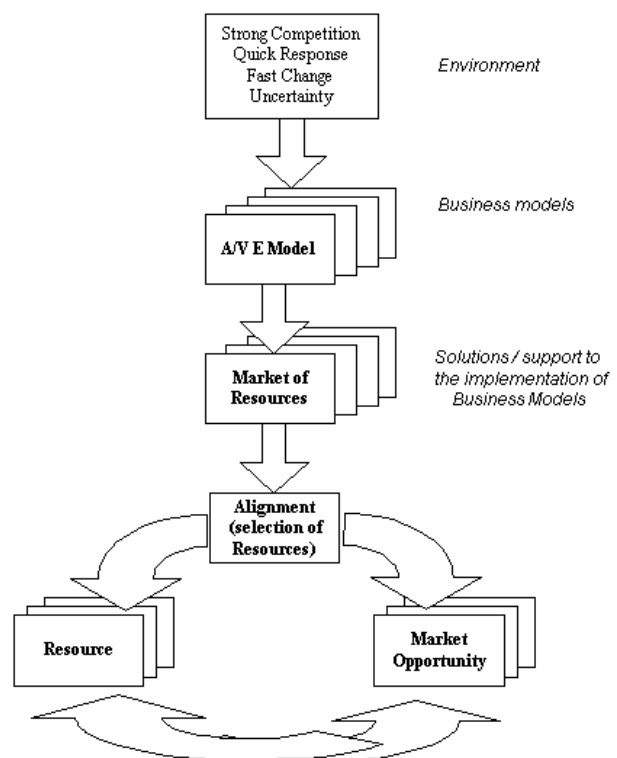 Strong Competition
Quick Response
Fast Change
Uncertainty
Environment
Business models
A/V E Model
Solutions / support to
the implementation of
Business Models
Market of
Resources
Alignment
(selection of
Resources)
Resource
Market
Opportunity